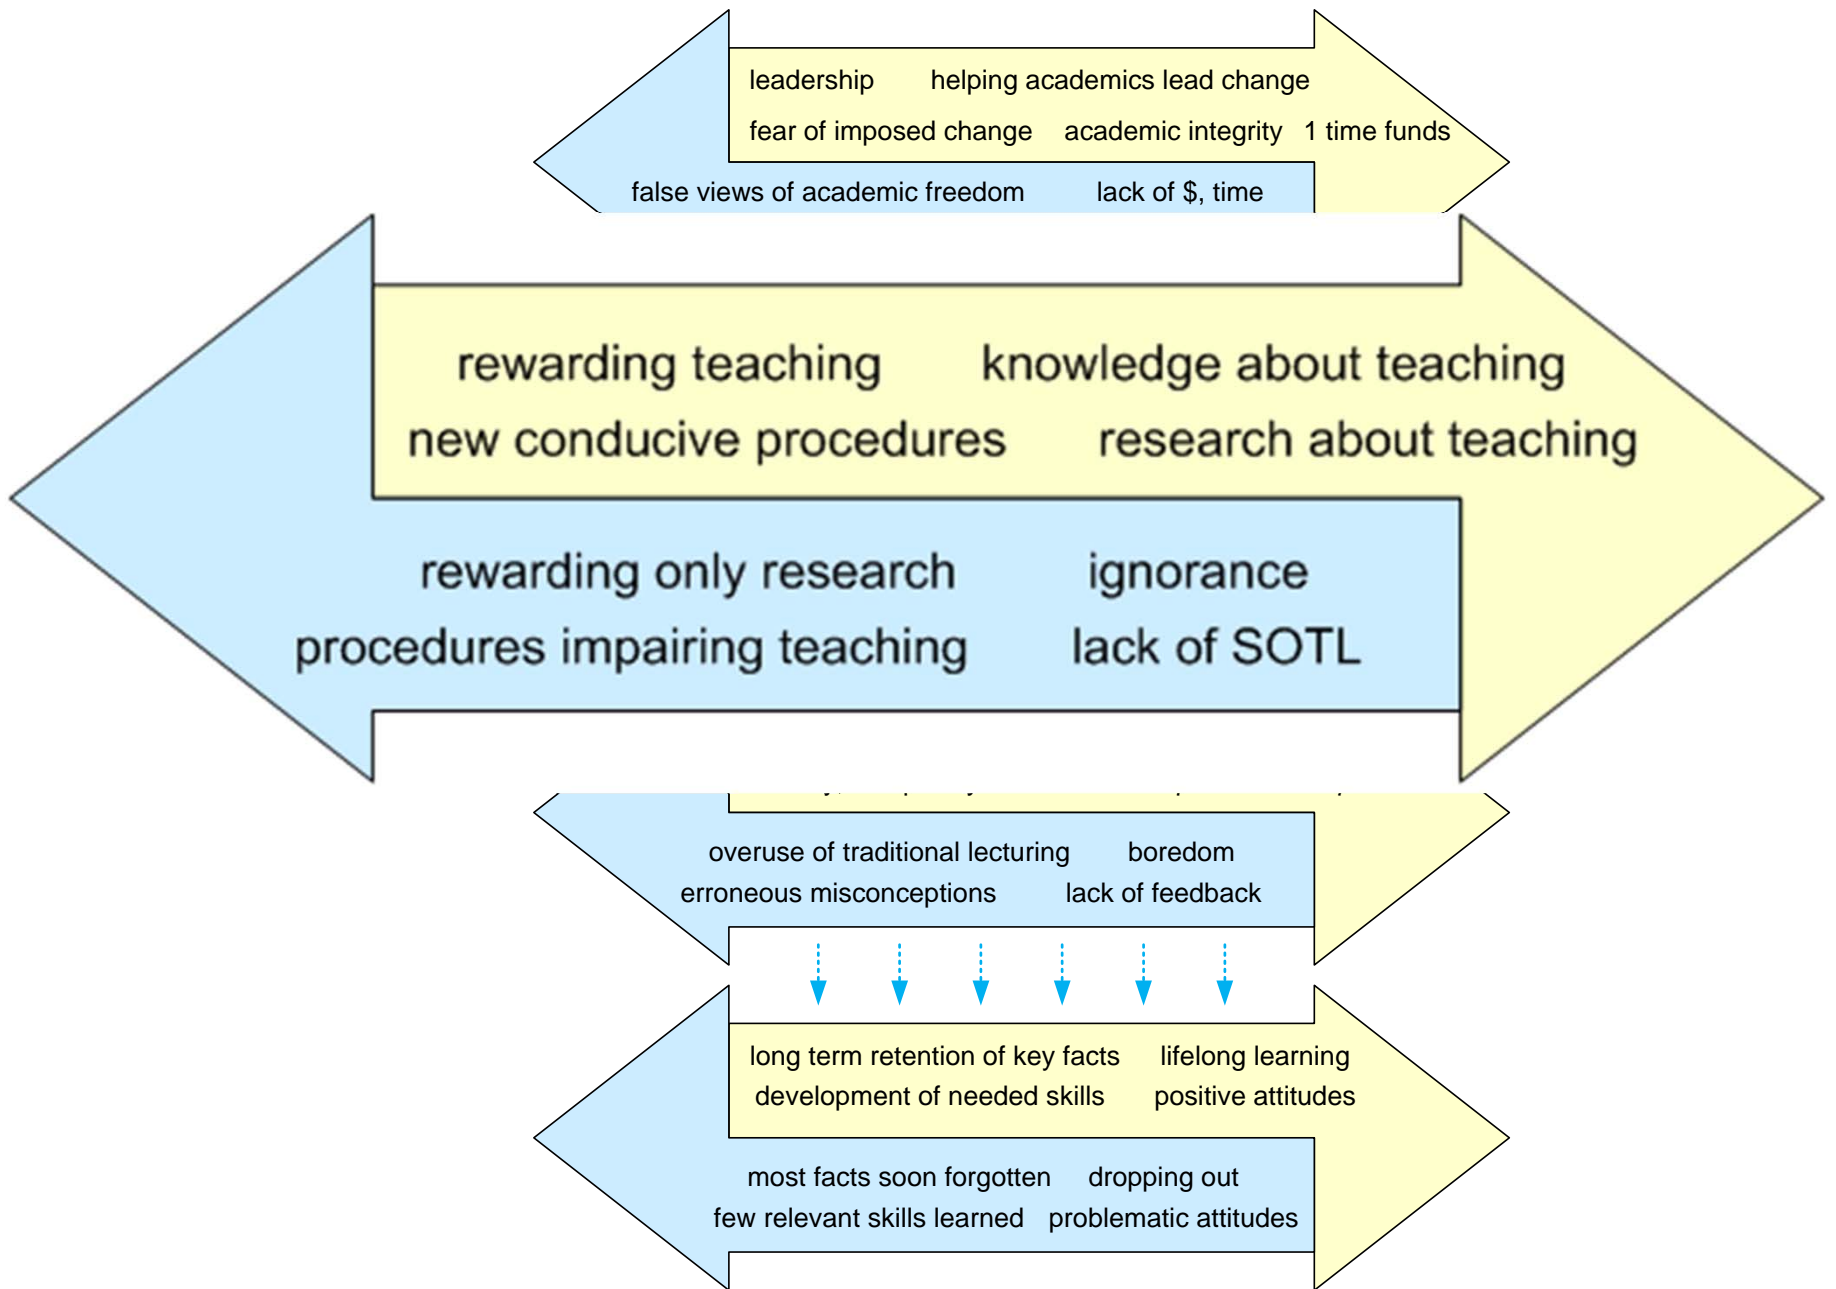 leadership helping academics lead change
fear of imposed change academic integrity 1 time funds
false views of academic freedom lack of $, time
rewarding teaching knowledge about teaching
new conducive procedures research about teaching
rewarding only research ignorance
procedures impairing teaching lack of SOTL
overuse of traditional lecturing boredom
erroneous misconceptions lack of feedback
long term retention of key facts lifelong learning
development of needed skills positive attitudes
most facts soon forgotten dropping out
few relevant skills learned problematic attitudes